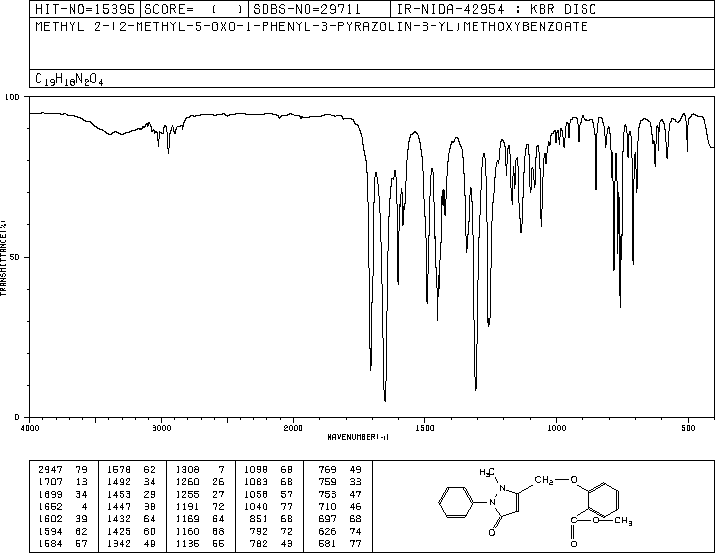 HIT-NO=15395 SCORE= ( ) SDBS-NO=29711 IR-NIDA-42954 : KBR DISC
METHYL 2-(2-METHYL-5-OXO-1-PHENYL-3-PYRAZOLIN-3-YL)METHOXYBENZOATE
C19H18N2O4
100
50
0
TRANSMITTANCE(%)
4000 3000 2000 1500 1000 500
WAVENUMBER(-1)
2947 79 1578 62 1308 7 1098 68 769 49
1707 13 1492 34 1260 26 1083 68 759 33
1699 34 1453 29 1255 27 1058 57 753 47
1652 4 1447 38 1191 72 1040 77 710 46
1602 39 1432 64 1169 64 851 68 697 68
1594 62 1425 60 1160 68 792 72 626 74
1584 57 1342 49 1135 55 782 43 581 77
H3C
N
N
O
CH2
O
C
O
CH3
O